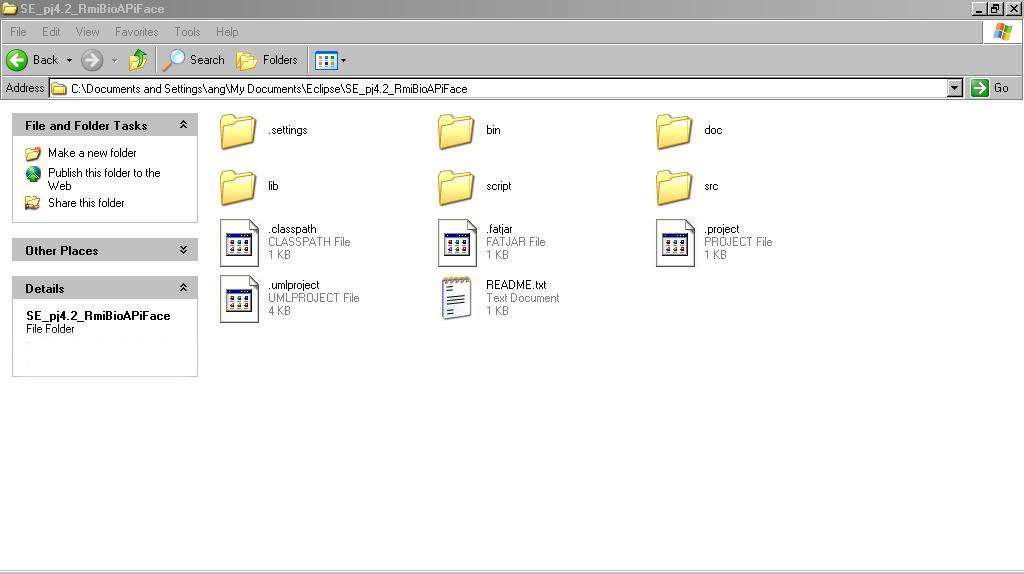 SE_pj4.2_RmiBioAPiFace
File Edit View Favorites Tools Help
Back Search Folders
Address C:\Documents and Settings\ang\My Documents\Eclipse\SE_pj4.2_RmiBioAPiFace Go
File and Folder Tasks
Make a new folder
Publish this folder to the
Web
Share this folder
Other Places
Details
SE_pj4.2_RmiBioAPiFace
File Folder
.settings
bin
doc
lib
script
src
.classpath
CLASSPATH File
1 KB
.fatjar
FATJAR File
1 KB
.project
PROJECT File
1 KB
.umlproject
UMLPROJECT File
4 KB
README.txt
Text Document
1 KB